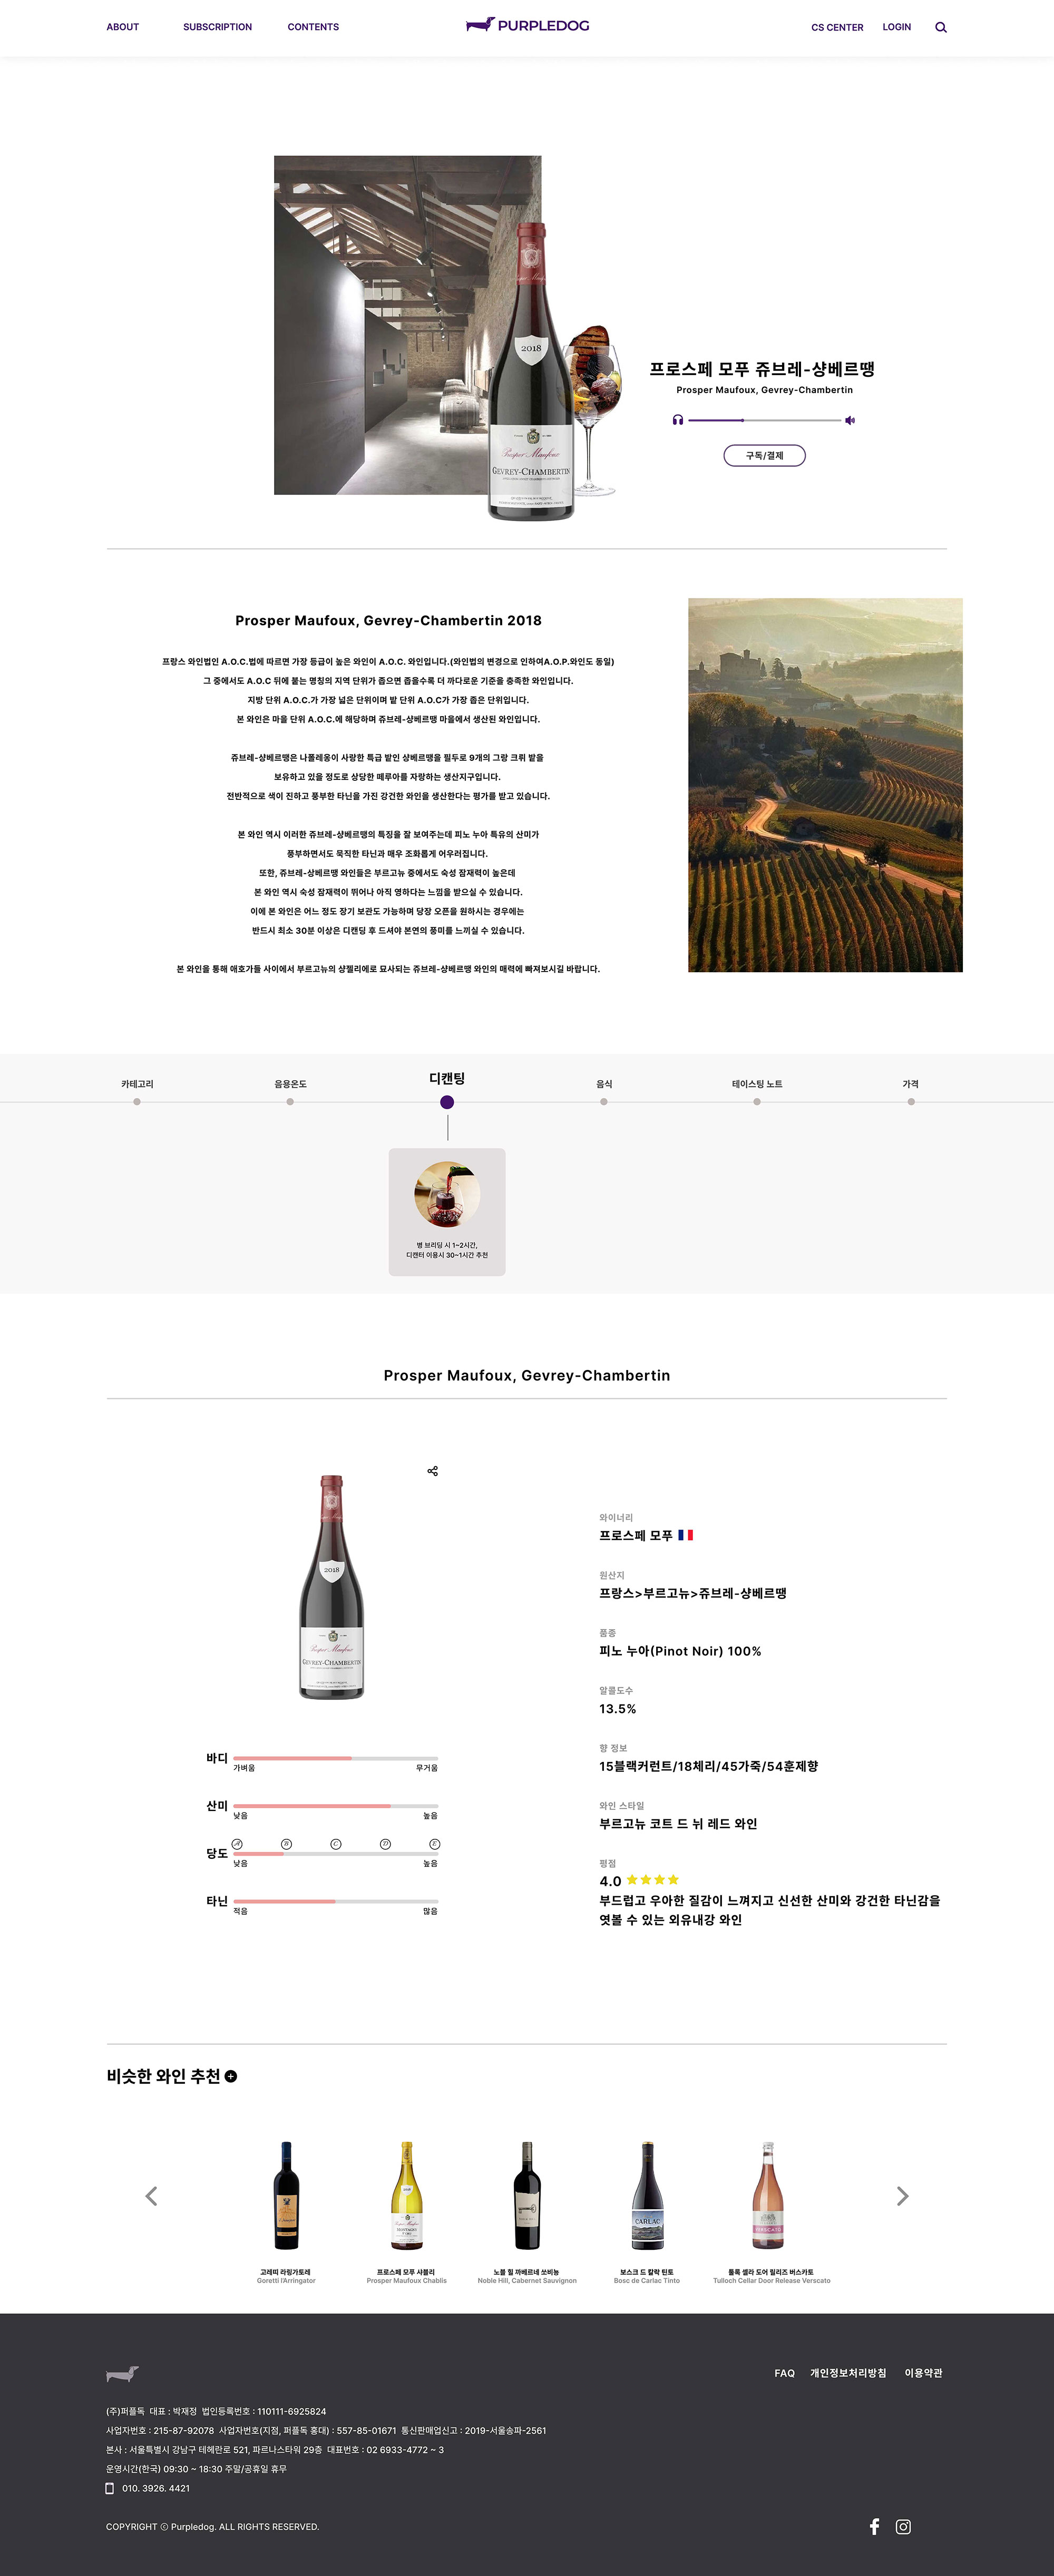 ABOUT
SUBSCRIPTION
CONTENTS
PURPLEDOG
CS CENTER
LOGIN
2018
Prosper Maufoux
GEVREY-CHAMBERTIN
프로스페 모푸 쥬브레-샹베르땡
Prosper Maufoux, Gevrey-Chambertin
구독/결제
Prosper Maufoux, Gevrey-Chambertin 2018
프랑스 와인법인 A.O.C.법에 따르면 가장 등급이 높은 와인이 A.O.C. 와인입니다.(와인법의 변경으로 인하여A.O.P.와인도 동일)
그 중에서도 A.O.C 뒤에 붙는 명칭의 지역 단위가 좁으면 좁을수록 더 까다로운 기준을 충족한 와인입니다.
지방 단위 A.O.C.가 가장 넓은 단위이며 밭 단위 A.O.C가 가장 좁은 단위입니다.
본 와인은 마을 단위 A.O.C.에 해당하며 쥬브레-샹베르땡 마을에서 생산된 와인입니다.
쥬브레-샹베르땡은 나폴레옹이 사랑한 특급 밭인 샹베르땡을 필두로 9개의 그랑 크뤼 밭을
보유하고 있을 정도로 상당한 떼루아를 자랑하는 생산지구입니다.
전반적으로 색이 진하고 풍부한 타닌을 가진 강건한 와인을 생산한다는 평가를 받고 있습니다.
본 와인 역시 이러한 쥬브레-샹베르땡의 특징을 잘 보여주는데 피노 누아 특유의 산미가
풍부하면서도 묵직한 타닌과 매우 조화롭게 어우러집니다.
또한, 쥬브레-샹베르땡 와인들은 부르고뉴 중에서도 숙성 잠재력이 높은데
본 와인 역시 숙성 잠재력이 뛰어나 아직 영하다는 느낌을 받으실 수 있습니다.
이에 본 와인은 어느 정도 장기 보관도 가능하며 당장 오픈을 원하시는 경우에는
반드시 최소 30분 이상은 디캔딩 후 드셔야 본연의 풍미를 느끼실 수 있습니다.
본 와인을 통해 애호가들 사이에서 부르고뉴의 샹젤리에로 묘사되는 쥬브레-샹베르땡 와인의 매력에 빠져보시길 바랍니다.
카테고리
음용온도
디캔팅
음식
테이스팅 노트
가격
병 브리딩 시 1~2시간,
디캔터 이용시 30~1시간 추천
Prosper Maufoux, Gevrey-Chambertin
2018
Prosper Maufoux
GEVREY-CHAMBERTIN
와이너리
프로스페 모푸
원산지
프랑스>부르고뉴>쥬브레-샹베르땡
품종
피노 누아(Pinot Noir) 100%
알콜도수
13.5%
향 정보
15블랙커런트/18체리/45가죽/54훈제향
와인 스타일
부르고뉴 코트 드 뉘 레드 와인
평점
4.0
부드럽고 우아한 질감이 느껴지고 신선한 산미와 강건한 타닌감을
엿볼 수 있는 외유내강 와인
바디
가벼움 무거움
산미
낮음 높음
A B C D E
당도
낮음 높음
타닌
적음 많음
비슷한 와인 추천
MONTAGNY
CARLAC
고레띠 라링가토레
Goretti l'Arringator
프로스페 모푸 샤블리
Prosper Maufoux Chablis
노블 힐 까베르네 쏘비뇽
Noble Hill, Cabernet Sauvignon
보스크 드 칼락 틴토
Bosc de Carlac Tinto
툴록 셀라 도어 릴리즈 버스카토
Tulloch Cellar Door Release Verscato
FAQ 개인정보처리방침 이용약관
(주)퍼플독 대표 : 박재정 법인등록번호 : 110111-6925824
사업자번호 : 215-87-92078 사업자번호(지점, 퍼플독 홍대) : 557-85-01671 통신판매업신고 : 2019-서울송파-2561
본사 : 서울특별시 강남구 테헤란로 521, 파르나스타워 29층 대표번호 : 02 6933-4772 ~ 3
운영시간(한국) 09:30 ~ 18:30 주말/공휴일 휴무
010. 3926. 4421
COPYRIGHT ⓒ Purpledog. ALL RIGHTS RESERVED.